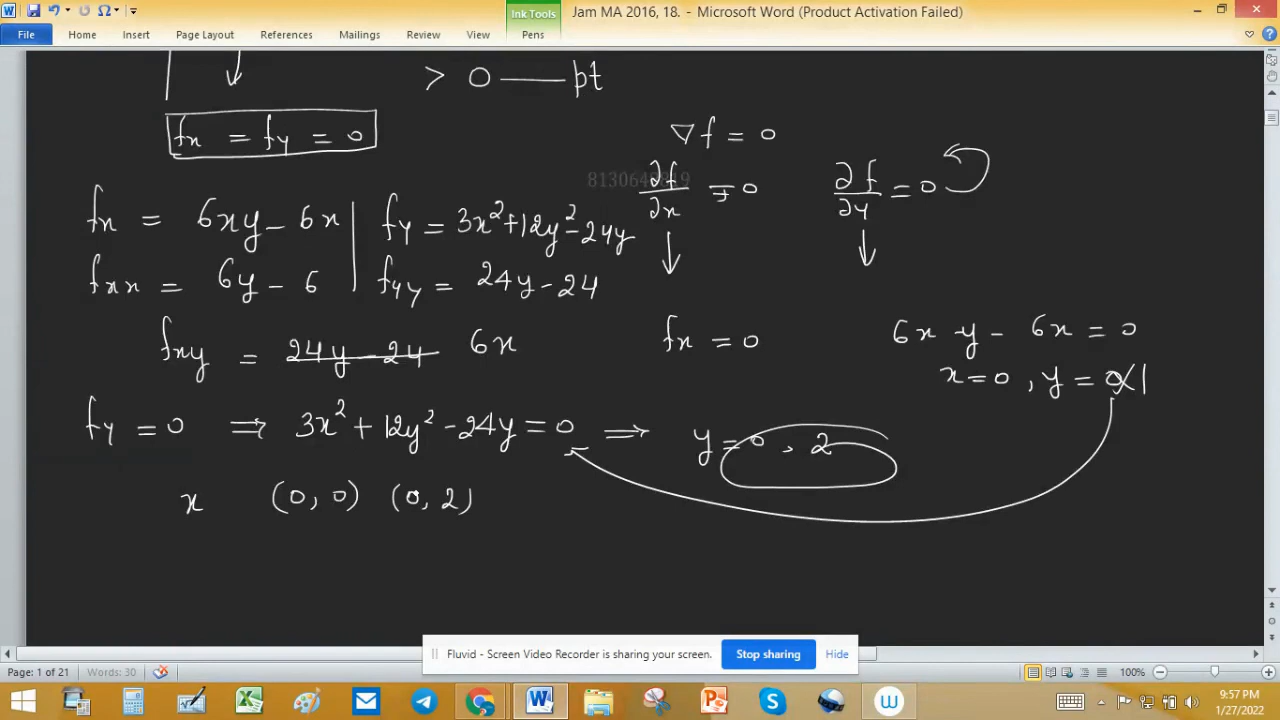 Ink Tools
Jam MA 2016, 18. - Microsoft Word (Product Activation Failed)
File Home Insert Page Layout References Mailings Review View Pens
> 0 —— pt
fx = fy = 0
∇f = 0
8130648819
∂f/∂x = 0 ∂f/∂y = 0
fx = 6xy - 6x fy = 3x² + 12y² - 24y
fxx = 6y - 6 fyy = 24y - 24
fxy = 24y - 24 6x
fx = 0 6xy - 6x = 0
x = 0, y = 0 1
fy = 0 ⇒ 3x² + 12y² - 24y = 0 ⇒ y = 0, 2
x (0, 0) (0, 2)
Fluvid - Screen Video Recorder is sharing your screen. Stop sharing Hide
Page: 1 of 21 Words: 30 100%
9:57 PM
1/27/2022